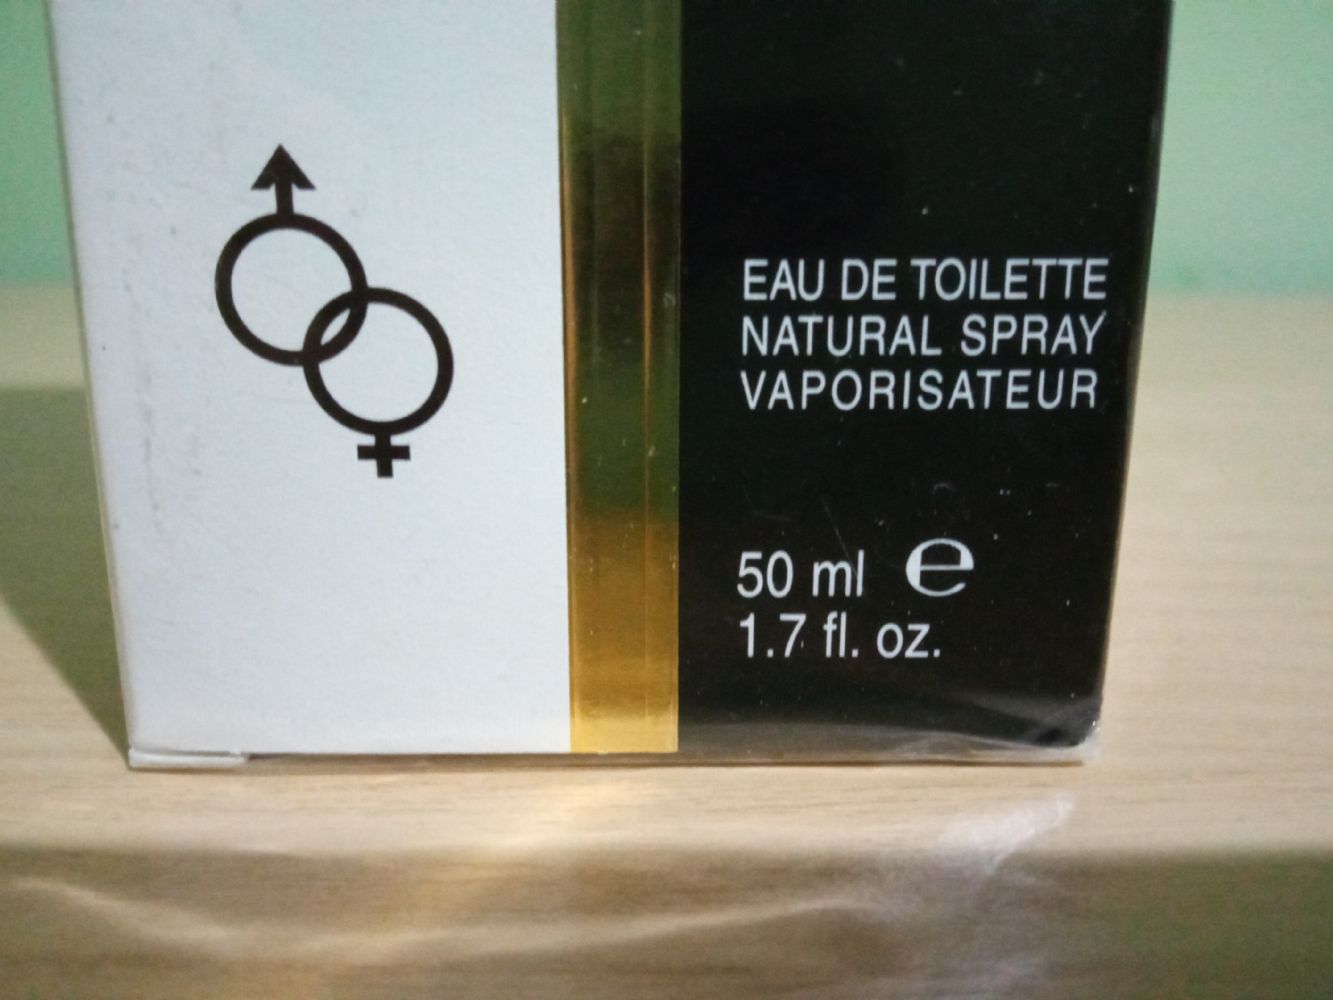 EAU DE TOILETTE
NATURAL SPRAY
VAPORISATEUR
50 ml ℮
1.7 fl. oz.